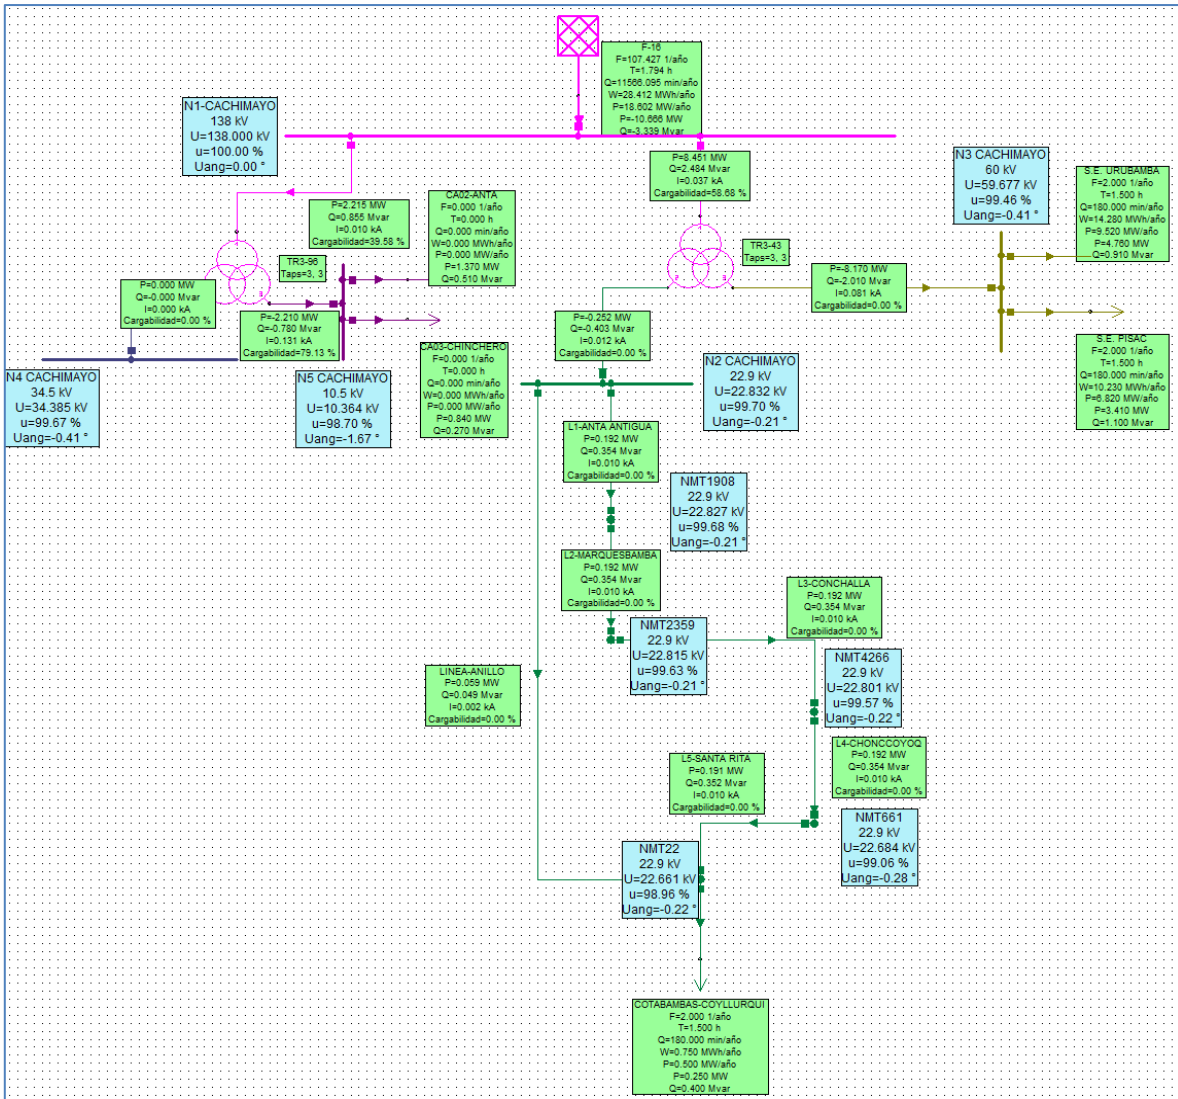 F-16
F=107.427 1/año
T=1.794 h
Q=11566.095 min/año
W=28.412 MWh/año
P=18.602 MW/año
P=-10.666 MW
Q=-3.339 Mvar
N1-CACHIMAYO
138 kV
U=138.000 kV
u=100.00 %
Uang=0.00 °
P=8.451 MW
Q=2.484 Mvar
I=0.037 kA
Cargabilidad=58.68 %
N3 CACHIMAYO
60 kV
U=59.677 kV
u=99.46 %
Uang=-0.41 °
S.E. URUBAMBA
F=2.000 1/año
T=1.500 h
Q=180.000 min/año
W=14.280 MWh/año
P=9.520 MW/año
P=4.760 MW
Q=0.910 Mvar
P=2.215 MW
Q=0.855 Mvar
I=0.010 kA
Cargabilidad=39.58 %
CA02-ANTA
F=0.000 1/año
T=0.000 h
Q=0.000 min/año
W=0.000 MWh/año
P=0.000 MW/año
P=1.370 MW
Q=0.510 Mvar
TR3-96
Taps=3, 3
TR3-43
Taps=3, 3
P=0.000 MW
Q=-0.000 Mvar
I=0.000 kA
Cargabilidad=0.00 %
P=-8.170 MW
Q=-2.010 Mvar
I=0.081 kA
Cargabilidad=0.00 %
P=-2.210 MW
Q=-0.780 Mvar
I=0.131 kA
Cargabilidad=79.13 %
P=-0.252 MW
Q=-0.403 Mvar
I=0.012 kA
Cargabilidad=0.00 %
CA03-CHINCHERO
F=0.000 1/año
T=0.000 h
Q=0.000 min/año
W=0.000 MWh/año
P=0.000 MW/año
P=0.840 MW
Q=0.270 Mvar
S.E. PISAC
F=2.000 1/año
T=1.500 h
Q=180.000 min/año
W=10.230 MWh/año
P=6.820 MW/año
P=3.410 MW
Q=1.100 Mvar
N4 CACHIMAYO
34.5 kV
U=34.385 kV
u=99.67 %
Uang=-0.41 °
N5 CACHIMAYO
10.5 kV
U=10.364 kV
u=98.70 %
Uang=-1.67 °
N2 CACHIMAYO
22.9 kV
U=22.832 kV
u=99.70 %
Uang=-0.21 °
L1-ANTA ANTIGUA
P=0.192 MW
Q=0.354 Mvar
I=0.010 kA
Cargabilidad=0.00 %
NMT1908
22.9 kV
U=22.827 kV
u=99.68 %
Uang=-0.21 °
L2-MARQUESBAMBA
P=0.192 MW
Q=0.354 Mvar
I=0.010 kA
Cargabilidad=0.00 %
L3-CONCHALLA
P=0.192 MW
Q=0.354 Mvar
I=0.010 kA
Cargabilidad=0.00 %
NMT2359
22.9 kV
U=22.815 kV
u=99.63 %
Uang=-0.21 °
NMT4266
22.9 kV
U=22.801 kV
u=99.57 %
Uang=-0.22 °
LINEA-ANILLO
P=0.059 MW
Q=0.049 Mvar
I=0.002 kA
Cargabilidad=0.00 %
L4-CHONCCOYOQ
P=0.192 MW
Q=0.354 Mvar
I=0.010 kA
Cargabilidad=0.00 %
L5-SANTA RITA
P=0.191 MW
Q=0.352 Mvar
I=0.010 kA
Cargabilidad=0.00 %
NMT661
22.9 kV
U=22.684 kV
u=99.06 %
Uang=-0.28 °
NMT22
22.9 kV
U=22.661 kV
u=98.96 %
Uang=-0.22 °
COTABAMBAS-COYLLURQUI
F=2.000 1/año
T=1.500 h
Q=180.000 min/año
W=0.750 MWh/año
P=0.500 MW/año
P=0.250 MW
Q=0.400 Mvar